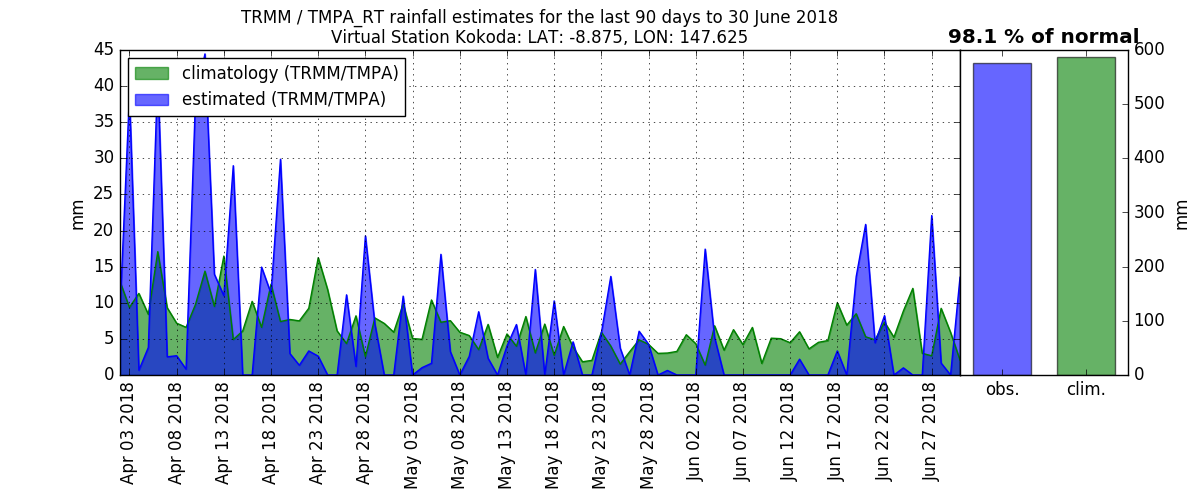 TRMM / TMPA_RT rainfall estimates for the last 90 days to 30 June 2018
Virtual Station Kokoda: LAT: -8.875, LON: 147.625
98.1 % of normal
climatology (TRMM/TMPA)
estimated (TRMM/TMPA)
45
40
35
30
25
20
15
10
5
0
mm
Apr 03 2018
Apr 08 2018
Apr 13 2018
Apr 18 2018
Apr 23 2018
Apr 28 2018
May 03 2018
May 08 2018
May 13 2018
May 18 2018
May 23 2018
May 28 2018
Jun 02 2018
Jun 07 2018
Jun 12 2018
Jun 17 2018
Jun 22 2018
Jun 27 2018
obs.
clim.
600
500
400
300
200
100
0
mm